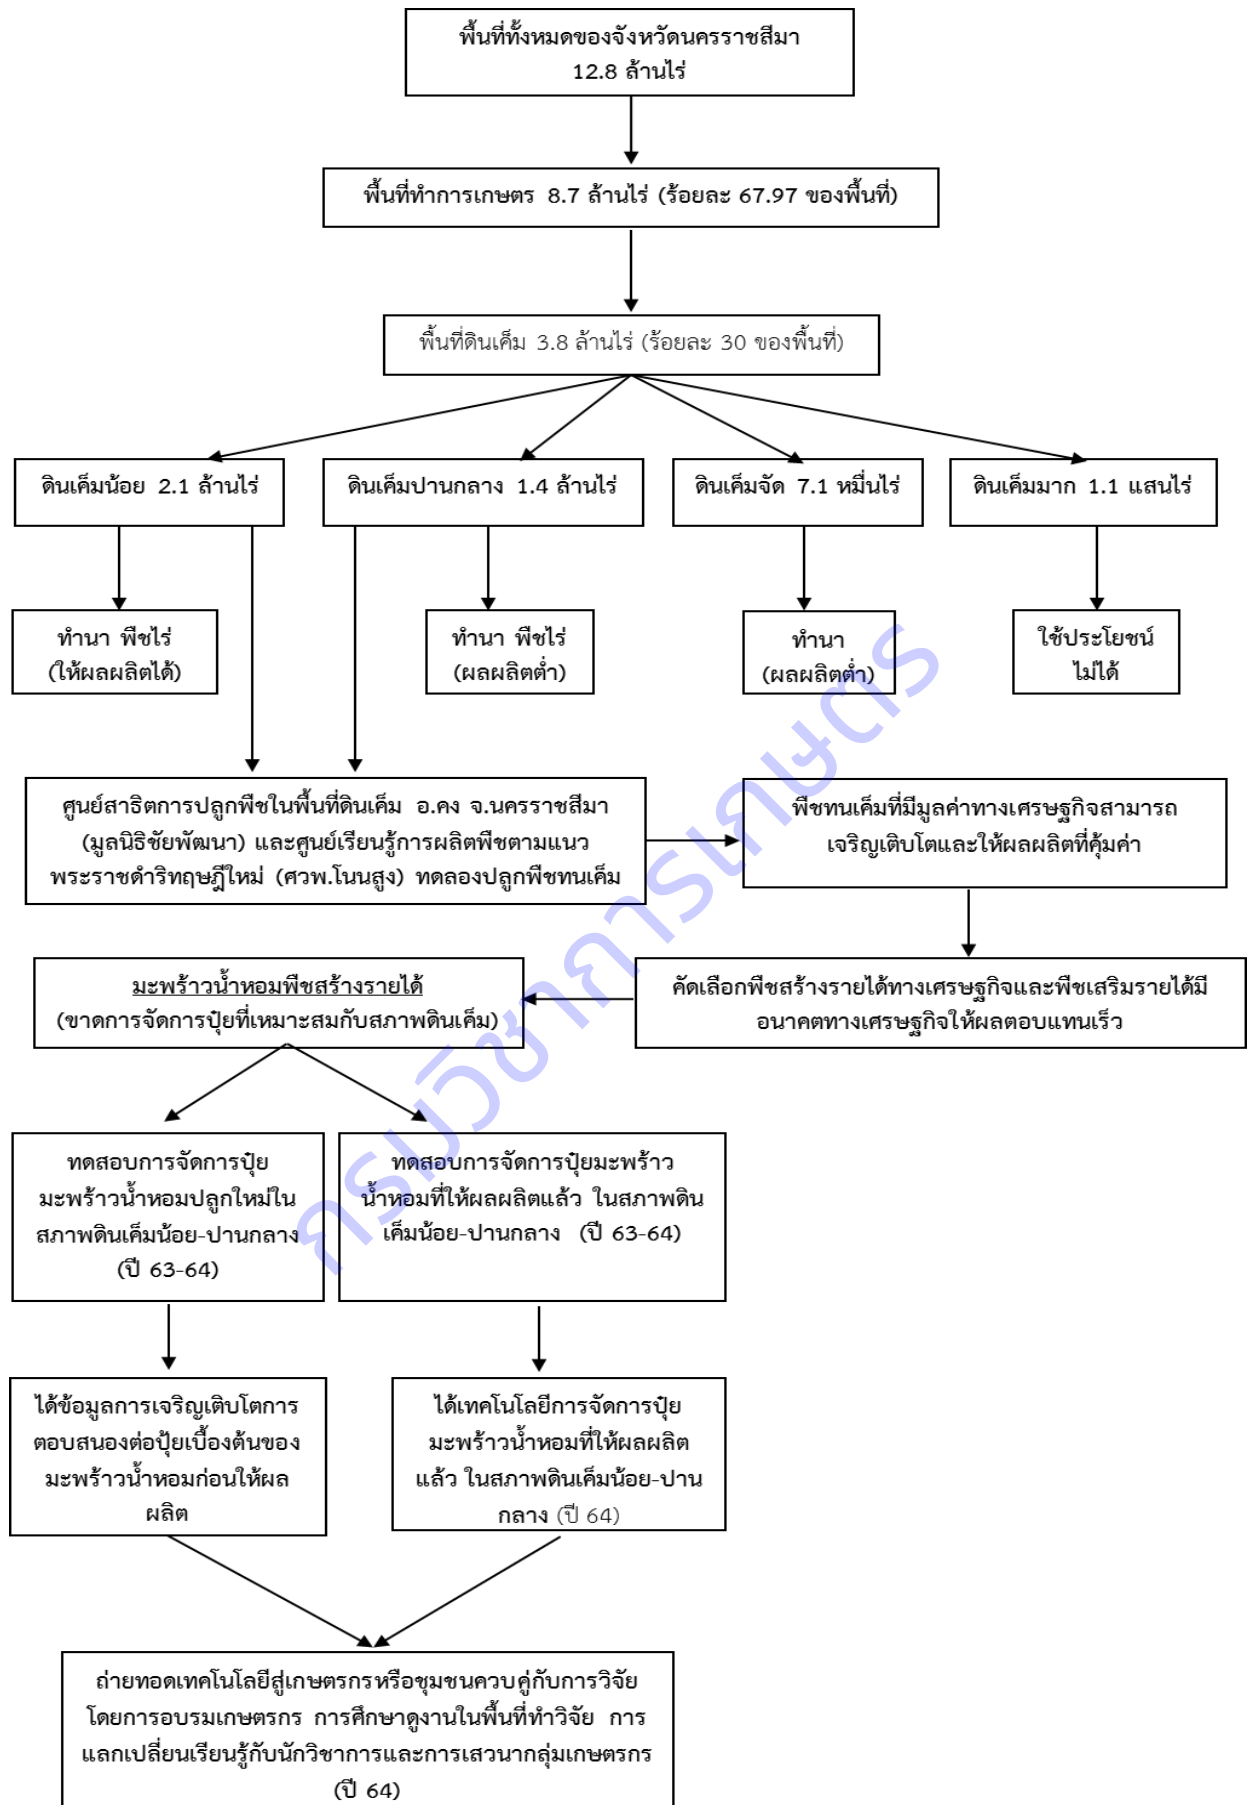 พื้นที่ทั้งหมดของจังหวัดนครราชสีมา
12.8 ล้านไร่
พื้นที่ทำการเกษตร 8.7 ล้านไร่ (ร้อยละ 67.97 ของพื้นที่)
พื้นที่ดินเค็ม 3.8 ล้านไร่ (ร้อยละ 30 ของพื้นที่)
ดินเค็มน้อย 2.1 ล้านไร่
ดินเค็มปานกลาง 1.4 ล้านไร่
ดินเค็มจัด 7.1 หมื่นไร่
ดินเค็มมาก 1.1 แสนไร่
ทำนา พืชไร่
(ให้ผลผลิตได้)
ทำนา พืชไร่
(ผลผลิตต่ำ)
ทำนา
(ผลผลิตต่ำ)
ใช้ประโยชน์
ไม่ได้
ศูนย์สาธิตการปลูกพืชในพื้นที่ดินเค็ม อ.คง จ.นครราชสีมา
(มูลนิธิชัยพัฒนา) และศูนย์เรียนรู้การผลิตพืชตามแนว
พระราชดำริทฤษฎีใหม่ (ศวพ.โนนสูง) ทดลองปลูกพืชทนเค็ม
พืชทนเค็มที่มีมูลค่าทางเศรษฐกิจสามารถ
เจริญเติบโตและให้ผลผลิตที่คุ้มค่า
คัดเลือกพืชสร้างรายได้ทางเศรษฐกิจและพืชเสริมรายได้มี
อนาคตทางเศรษฐกิจให้ผลตอบแทนเร็ว
มะพร้าวน้ำหอมพืชสร้างรายได้
(ขาดการจัดการปุ๋ยที่เหมาะสมกับสภาพดินเค็ม)
ทดสอบการจัดการปุ๋ย
มะพร้าวน้ำหอมปลูกใหม่ใน
สภาพดินเค็มน้อย-ปานกลาง
(ปี 63-64)
ทดสอบการจัดการปุ๋ยมะพร้าว
น้ำหอมที่ให้ผลผลิตแล้ว ในสภาพดิน
เค็มน้อย-ปานกลาง (ปี 63-64)
ได้ข้อมูลการเจริญเติบโตการ
ตอบสนองต่อปุ้ยเบื้องต้นของ
มะพร้าวน้ำหอมก่อนให้ผล
ผลิต
ได้เทคโนโลยีการจัดการปุ๋ย
มะพร้าวน้ำหอมที่ให้ผลผลิต
แล้ว ในสภาพดินเค็มน้อย-ปาน
กลาง (ปี 64)
ถ่ายทอดเทคโนโลยีสู่เกษตรกรหรือชุมชนควบคู่กับการวิจัย
โดยการอบรมเกษตรกร การศึกษาดูงานในพื้นที่ทำวิจัย การ
แลกเปลี่ยนเรียนรู้กับนักวิชาการและการเสวนากลุ่มเกษตรกร
(ปี 64)
กรมวิชาการเกษตร